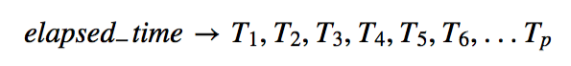 elapsed_time → T₁, T₂, T₃, T₄, T₅, T₆, … Tₚ